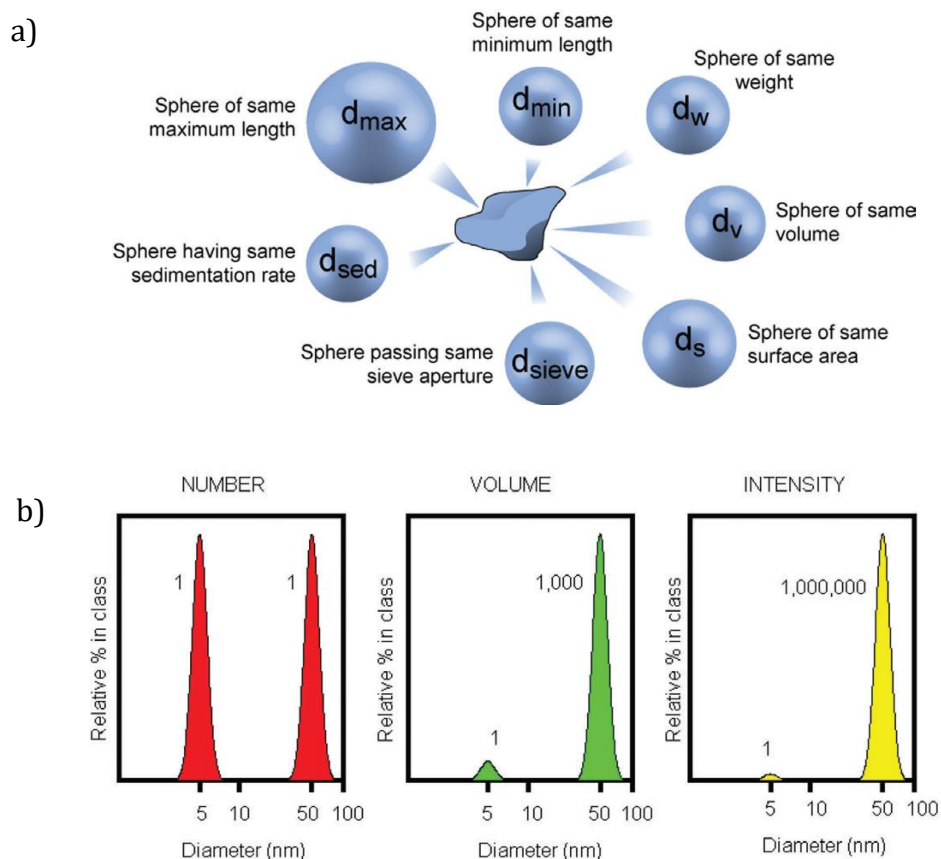 a)
Sphere of same
minimum length
Sphere of same
weight
Sphere of same
maximum length
d_max
d_min
d_w
Sphere having same
sedimentation rate
d_sed
d_v
Sphere of same
volume
Sphere passing same
sieve aperture
d_sieve
d_s
Sphere of same
surface area
b)
NUMBER
VOLUME
INTENSITY
Relative % in class
1
1
5 10 50 100
Diameter (nm)
Relative % in class
1
1,000
5 10 50 100
Diameter (nm)
Relative % in class
1
1,000,000
5 10 50 100
Diameter (nm)